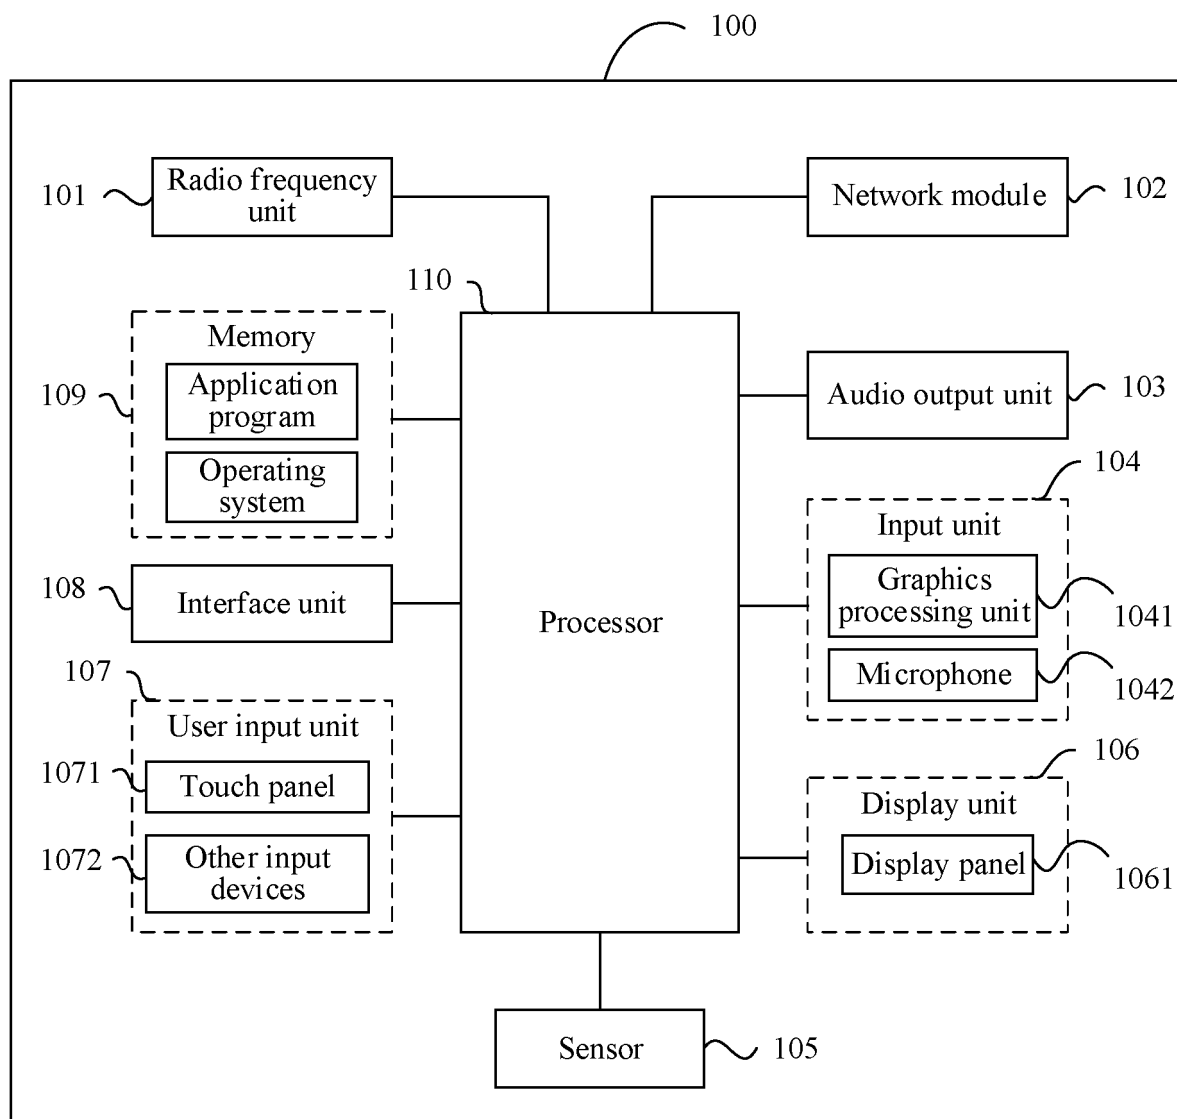 100
101
Radio frequency
unit
Network module
102
110
109
Memory
Application
program
Operating
system
Audio output unit
103
104
Input unit
Graphics
processing unit
1041
Microphone
1042
108
Interface unit
Processor
107
User input unit
1071
Touch panel
1072
Other input
devices
106
Display unit
Display panel
1061
Sensor
105